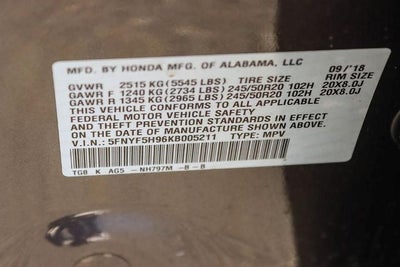 MFD. BY HONDA MFG. OF ALABAMA, LLC 09/'18
GVWR 2515 KG (5545 LBS) TIRE SIZE RIM SIZE
GAWR F 1240 KG (2734 LBS) 245/50R20 102H 20X8.0J
GAWR R 1345 KG (2965 LBS) 245/50R20 102H 20X8.0J
THIS VEHICLE CONFORMS TO ALL APPLICABLE
FEDERAL MOTOR VEHICLE SAFETY
AND THEFT PREVENTION STANDARDS IN EFFECT
ON THE DATE OF MANUFACTURE SHOWN ABOVE.
V.I.N.: 5FNYF5H96KB005211 TYPE: MPV
TG8 K AG5 - NH797M -B -B